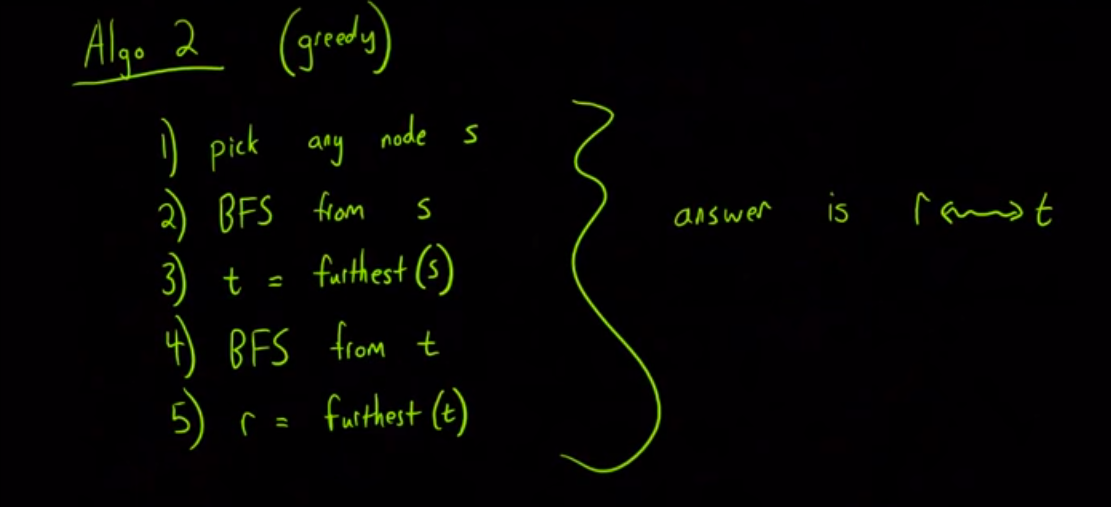 Algo 2 (greedy)
1) pick any node s
2) BFS from s
3) t = furthest(s)
4) BFS from t
5) r = furthest(t)
answer is r⟷t